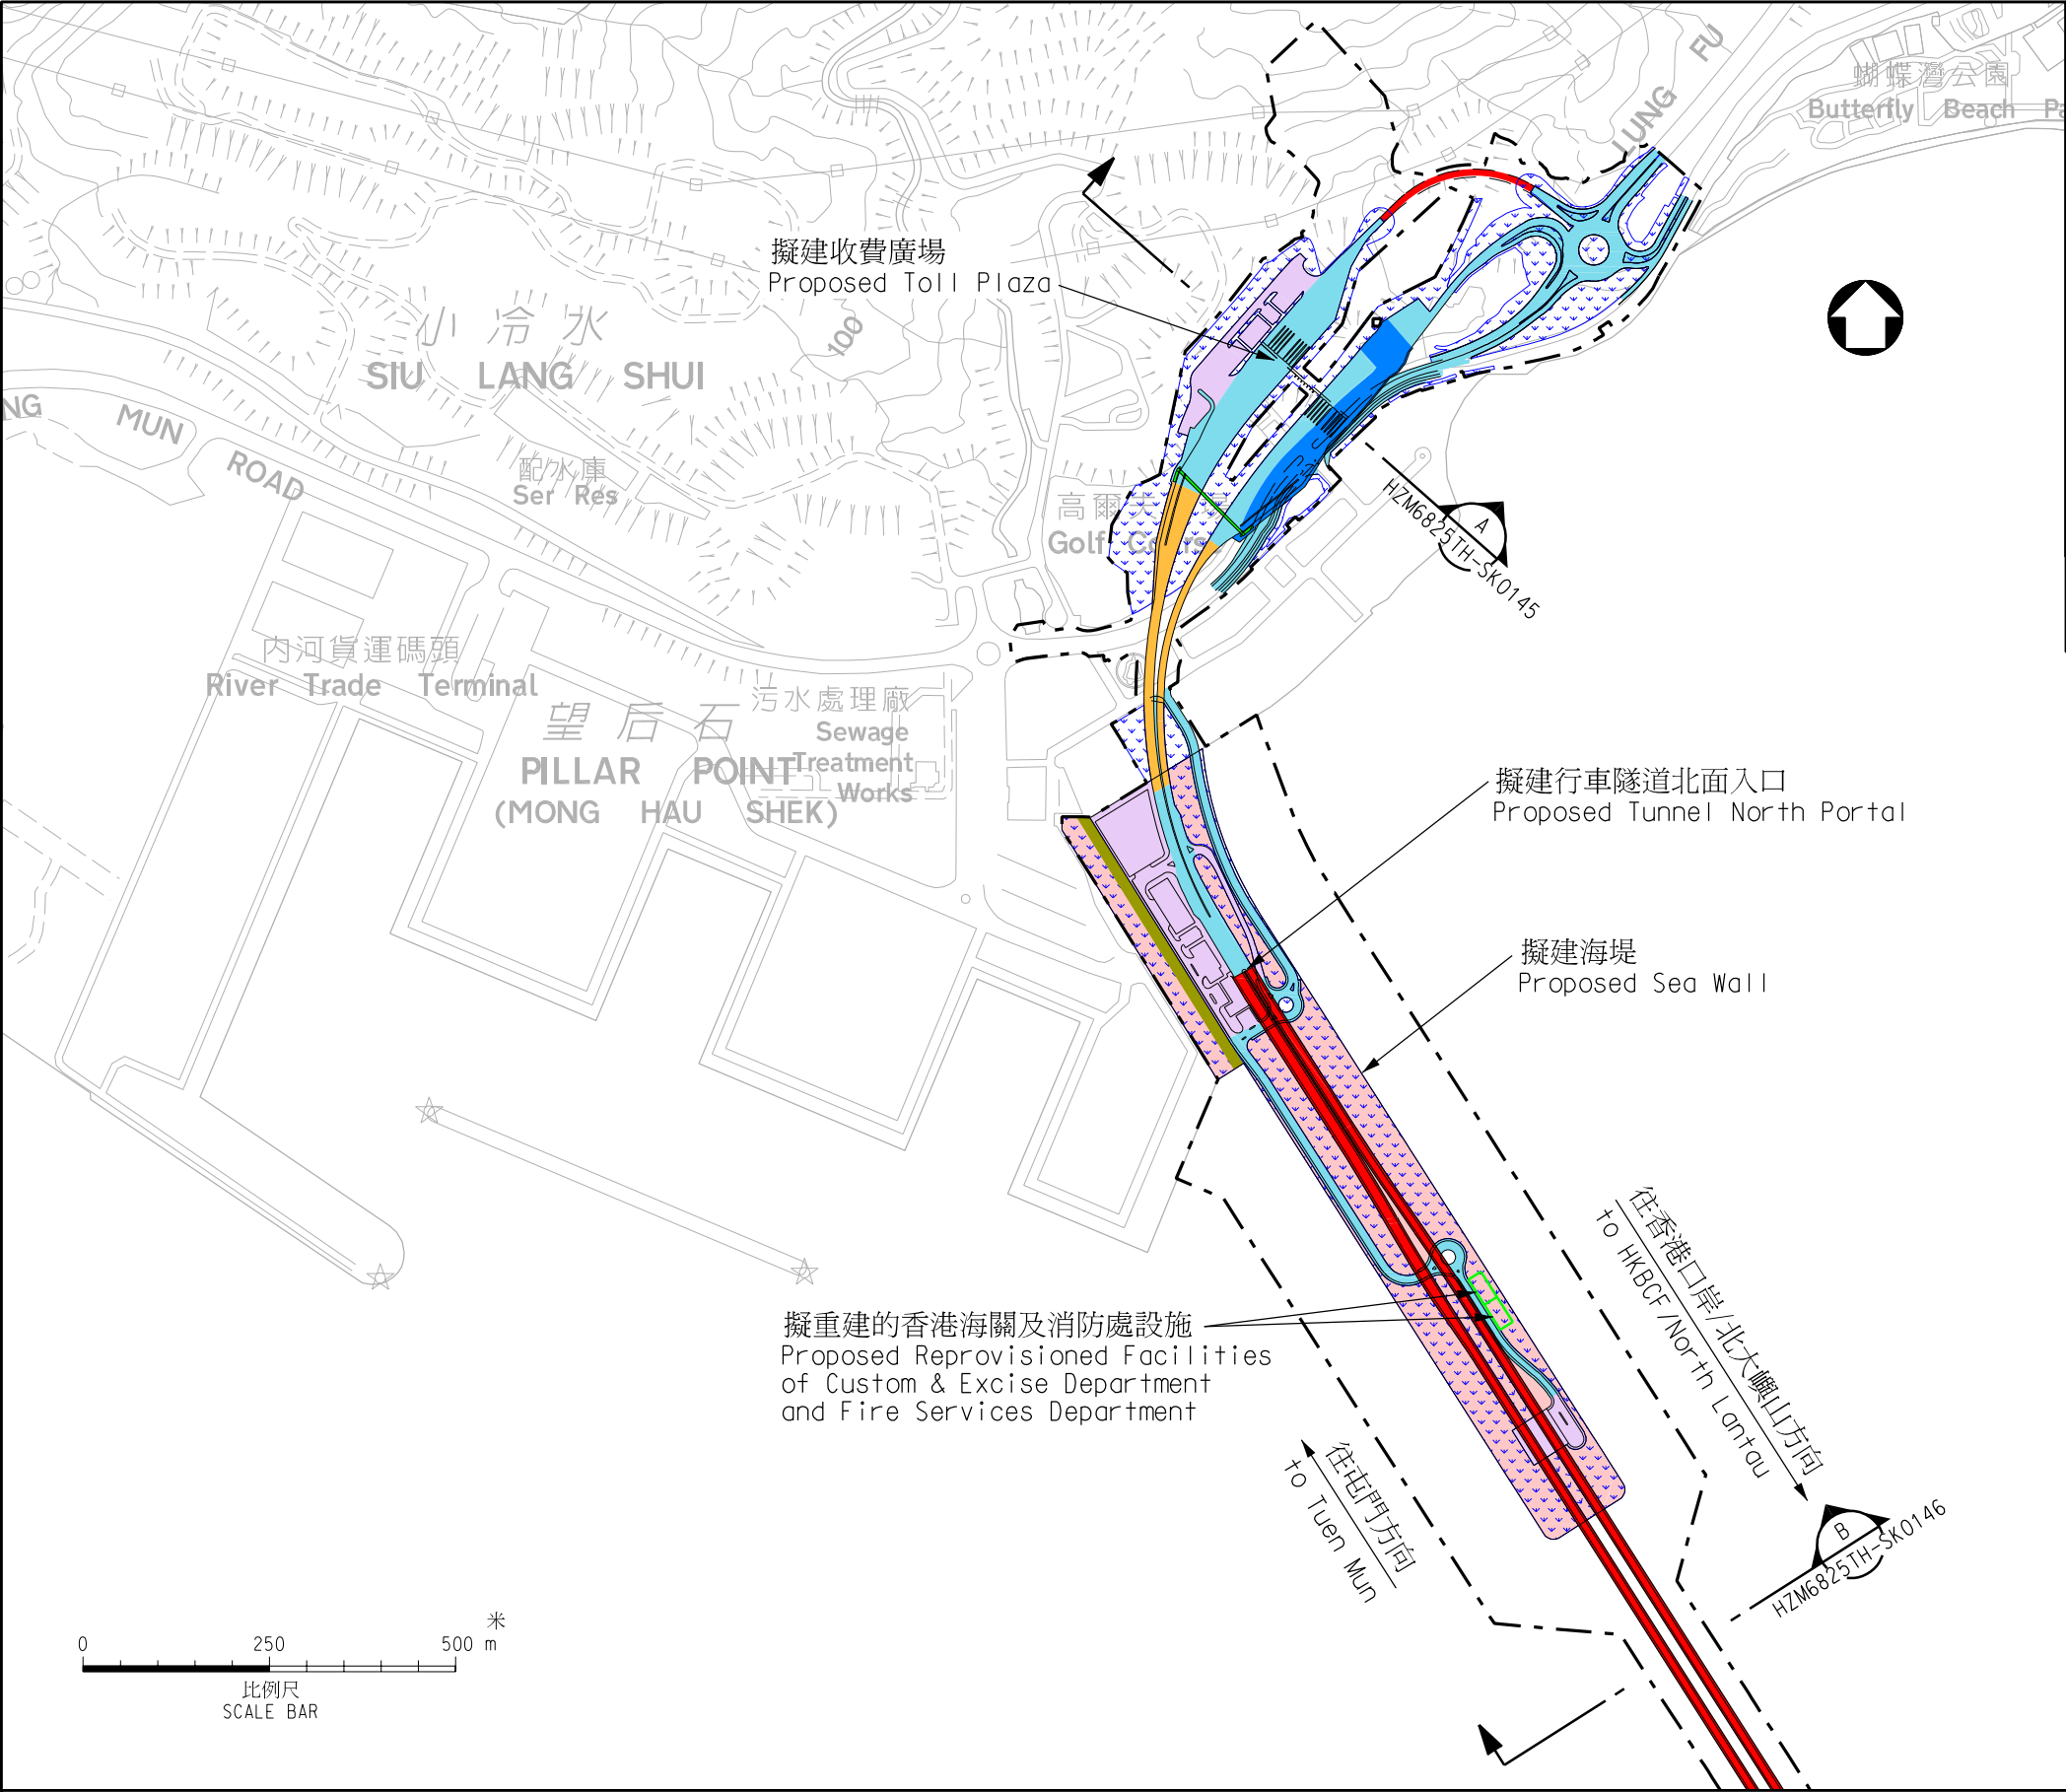 FU
LUNG
蝴蝶灣公園
Butterfly Beach Pa
擬建收費廣場
Proposed Toll Plaza
小冷水
SIU LANG SHUI
100
NG
MUN
ROAD
配水庫
Ser Res
Golf
HZM6825TH-SK0145
A
內河貨運碼頭
River Trade Terminal
望后石
PILLAR POINT
(MONG HAU SHEK)
污水處理廠
Sewage
Treatment
Works
擬建行車隧道北面入口
Proposed Tunnel North Portal
擬建海堤
Proposed Sea Wall
往香港口岸/北大嶼山方向
to HKBCF/North Lantau
擬重建的香港海關及消防處設施
Proposed Reprovisioned Facilities
of Custom & Excise Department
and Fire Services Department
往屯門方向
to Tuen Mun
B
HZM6825TH-SK0146
米
0 250 500 m
比例尺
SCALE BAR